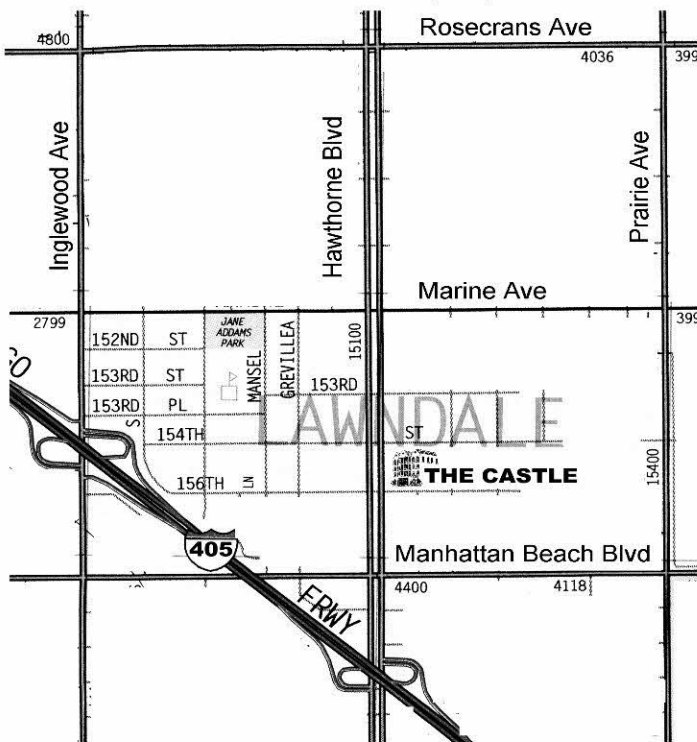 Rosecrans Ave
4800
4036
399
Inglewood Ave
Hawthorne Blvd
Prairie Ave
Marine Ave
2799
399
JANE
ADDAMS
PARK
152ND ST
MANSEL
GREVILLEA
15100
GO
153RD ST
153RD
153RD PL
S
LAWNDALE
154TH
ST
15400
THE CASTLE
156TH
LN
405
Manhattan Beach Blvd
4400
4118
FRWY